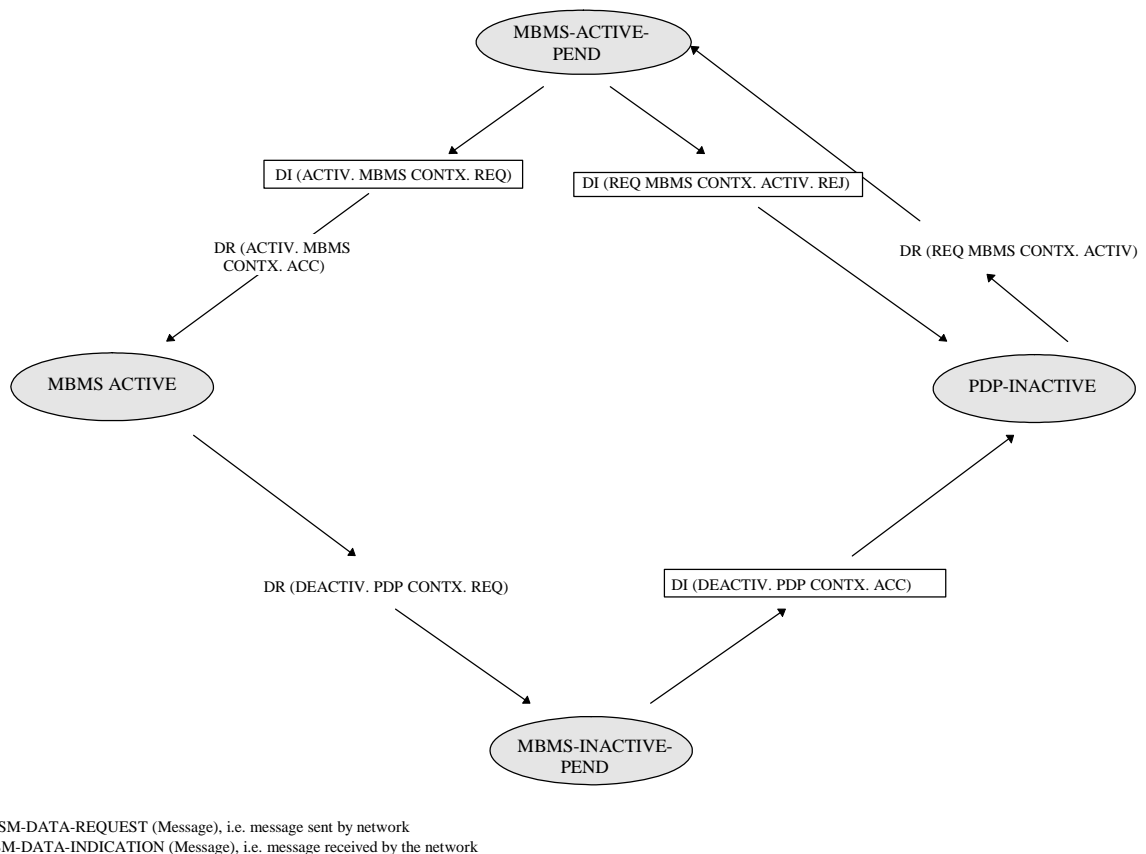 MBMS-ACTIVE-
PEND
DI (ACTIV. MBMS CONTX. REQ)
DI (REQ MBMS CONTX. ACTIV. REJ)
DR (ACTIV. MBMS
CONTX. ACC)
DR (REQ MBMS CONTX. ACTIV)
MBMS ACTIVE
PDP-INACTIVE
DR (DEACTIV. PDP CONTX. REQ)
DI (DEACTIV. PDP CONTX. ACC)
MBMS-INACTIVE-
PEND
SM-DATA-REQUEST (Message), i.e. message sent by network
SM-DATA-INDICATION (Message), i.e. message received by the network